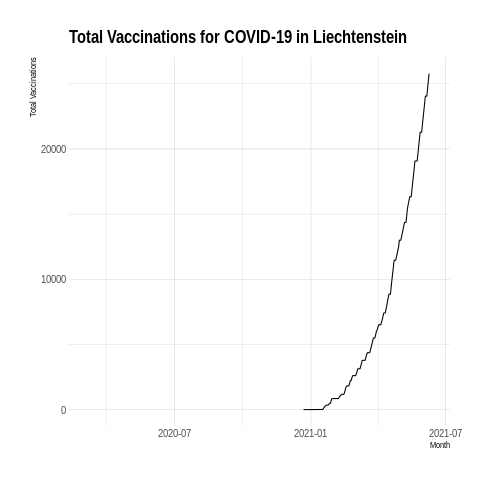 Total Vaccinations for COVID-19 in Liechtenstein
Total Vaccinations
20000
10000
0
2020-07
2021-01
2021-07
Month